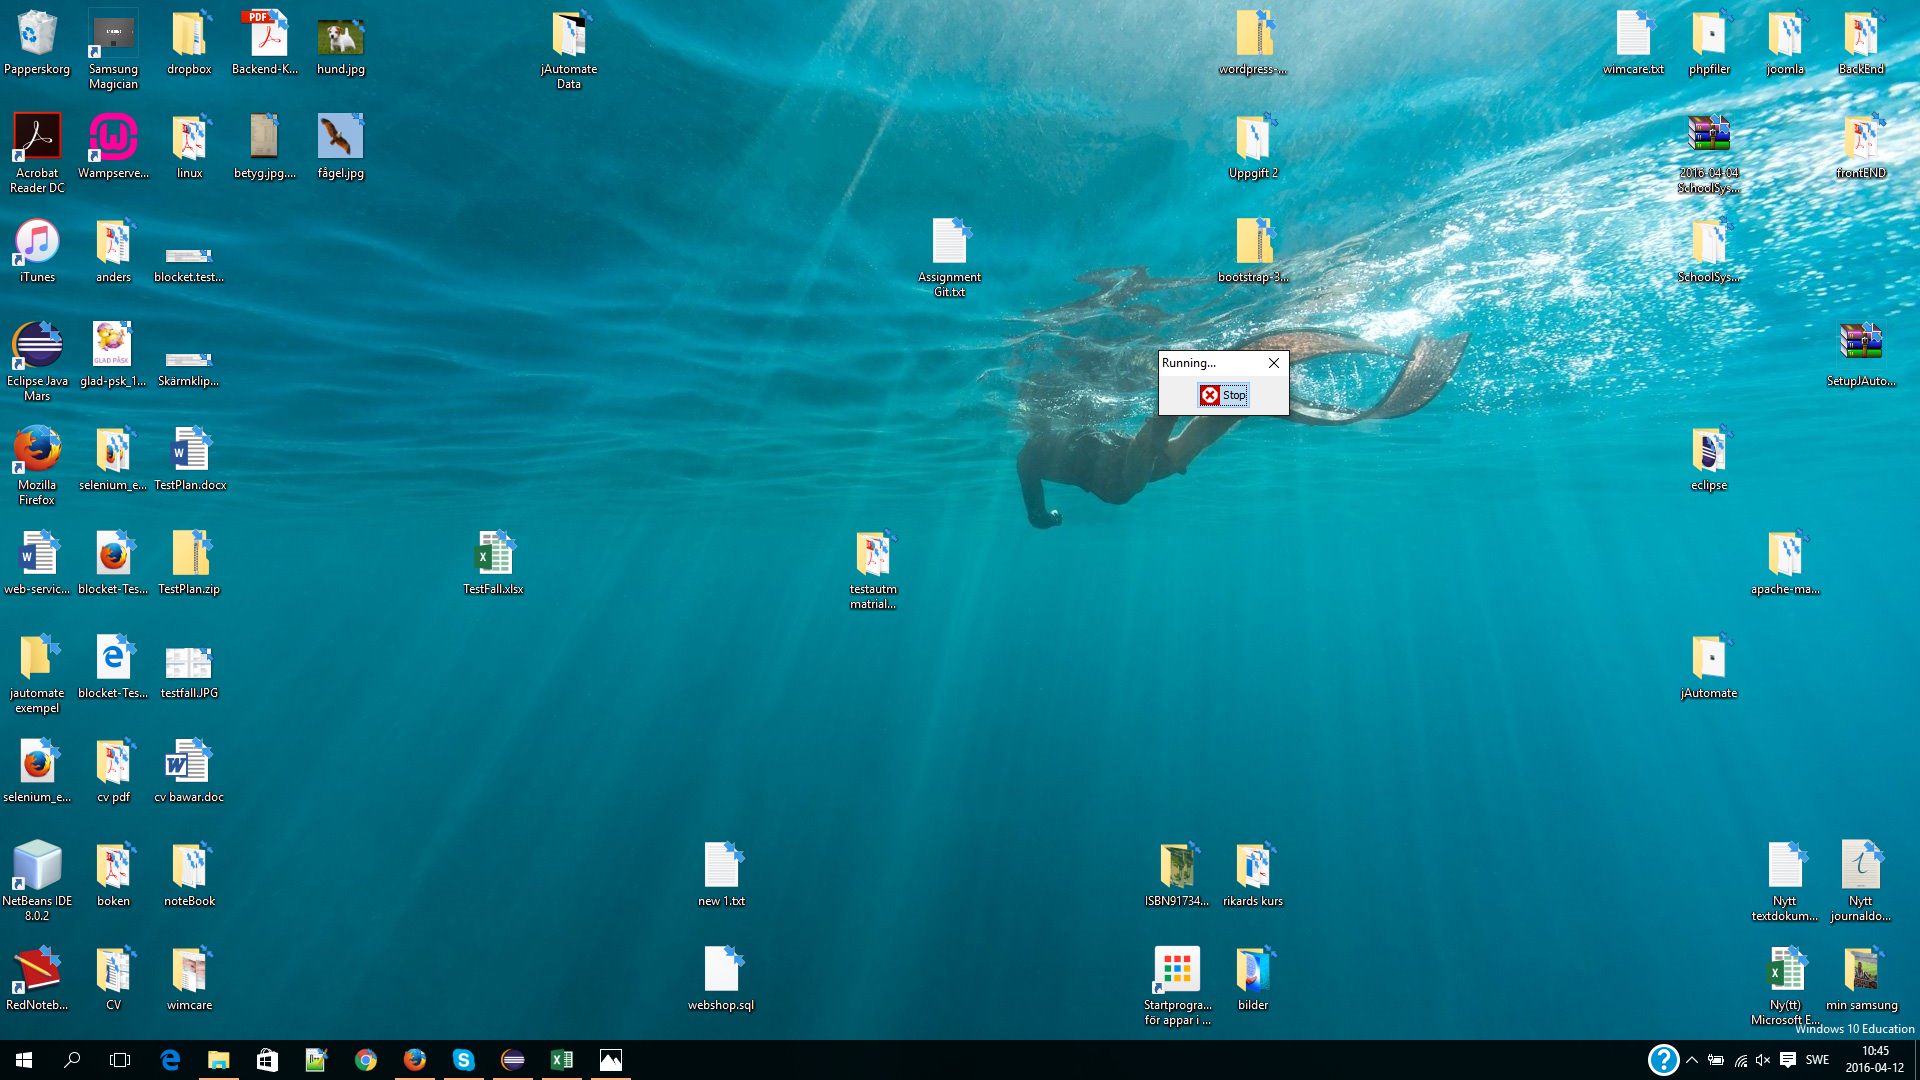 Papperskorg
Samsung
Magician
dropbox
PDF
Backend-K...
hund.jpg
jAutomate
Data
wordpress-...
wimcare.txt
phpfiler
joomla
BackEnd
Acrobat
Reader DC
Wampserve...
linux
betyg.jpg....
fågel.jpg
Uppgift 2
2016-04-04
SchoolSys...
frontEND
iTunes
anders
blocket.test...
Assignment
Git.txt
bootstrap-3...
SchoolSys...
Eclipse Java
Mars
GLAD PÅSK
glad-psk_1...
Skärmklip...
Running...
Stop
SetupJAuto...
Mozilla
Firefox
selenium_e...
TestPlan.docx
eclipse
web-servic...
blocket-Tes...
TestPlan.zip
TestFall.xlsx
testautm
matrial...
apache-ma...
jautomate
exempel
blocket-Tes...
testfall.JPG
jAutomate
selenium_e...
cv pdf
cv bawar.doc
NetBeans IDE
8.0.2
boken
noteBook
new 1.txt
ISBN91734...
rikards kurs
Nytt
textdokum...
Nytt
journaldo...
RedNoteb...
CV
wimcare
webshop.sql
Startprogra...
för appar i ...
bilder
Ny(tt)
Microsoft E...
min samsung
Windows 10 Education
SWE
10:45
2016-04-12